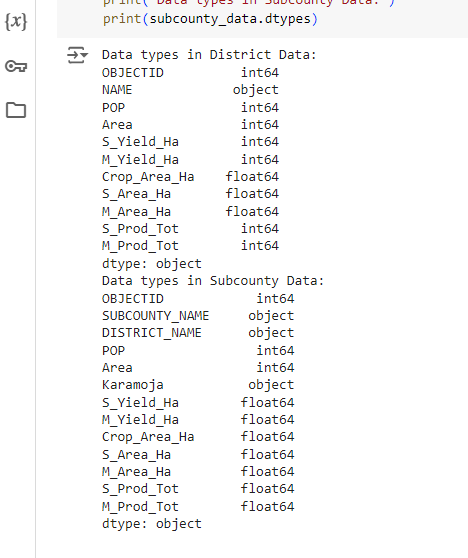 print("Data types in Subcounty Data:")
{x} print(subcounty_data.dtypes)
Data types in District Data:
OBJECTID int64
NAME object
POP int64
Area int64
S_Yield_Ha int64
M_Yield_Ha int64
Crop_Area_Ha float64
S_Area_Ha float64
M_Area_Ha float64
S_Prod_Tot int64
M_Prod_Tot int64
dtype: object
Data types in Subcounty Data:
OBJECTID int64
SUBCOUNTY_NAME object
DISTRICT_NAME object
POP int64
Area int64
Karamoja object
S_Yield_Ha float64
M_Yield_Ha float64
Crop_Area_Ha float64
S_Area_Ha float64
M_Area_Ha float64
S_Prod_Tot float64
M_Prod_Tot float64
dtype: object